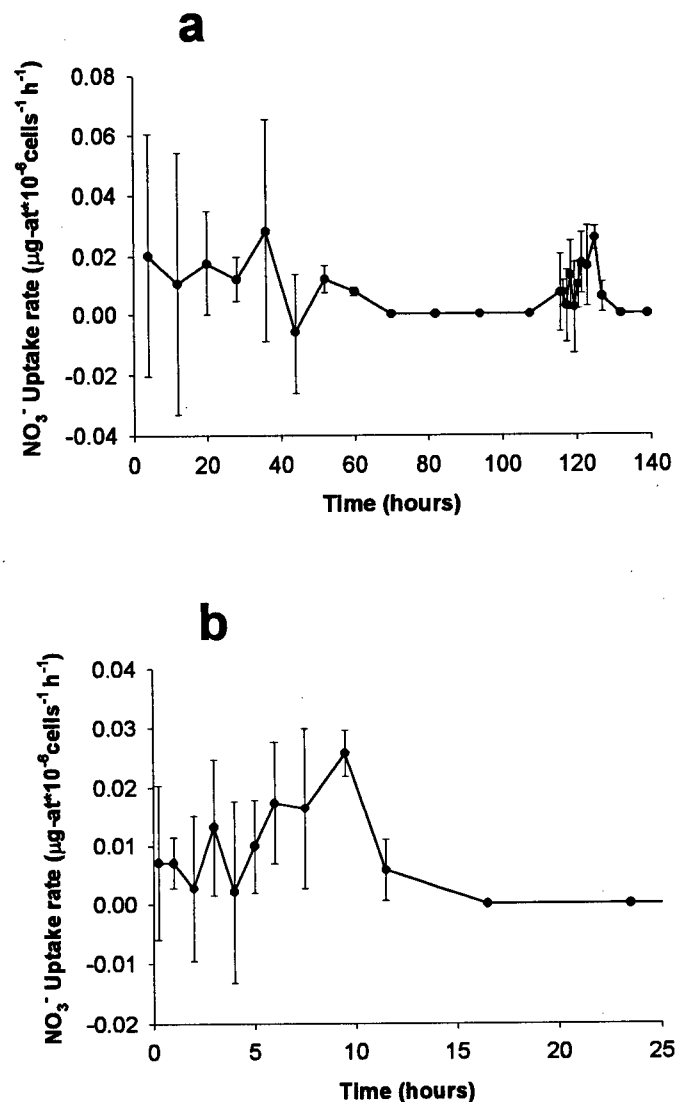 a
NO₃⁻ Uptake rate (µg-at*10⁻⁶cells⁻¹ h⁻¹)
0.08
0.06
0.04
0.02
0.00
-0.02
-0.04
0 20 40 60 80 100 120 140
Time (hours)
b
NO₃⁻ Uptake rate (µg-at*10⁻⁶cells⁻¹ h⁻¹)
0.04
0.03
0.02
0.01
0.00
-0.01
-0.02
0 5 10 15 20 25
Time (hours)